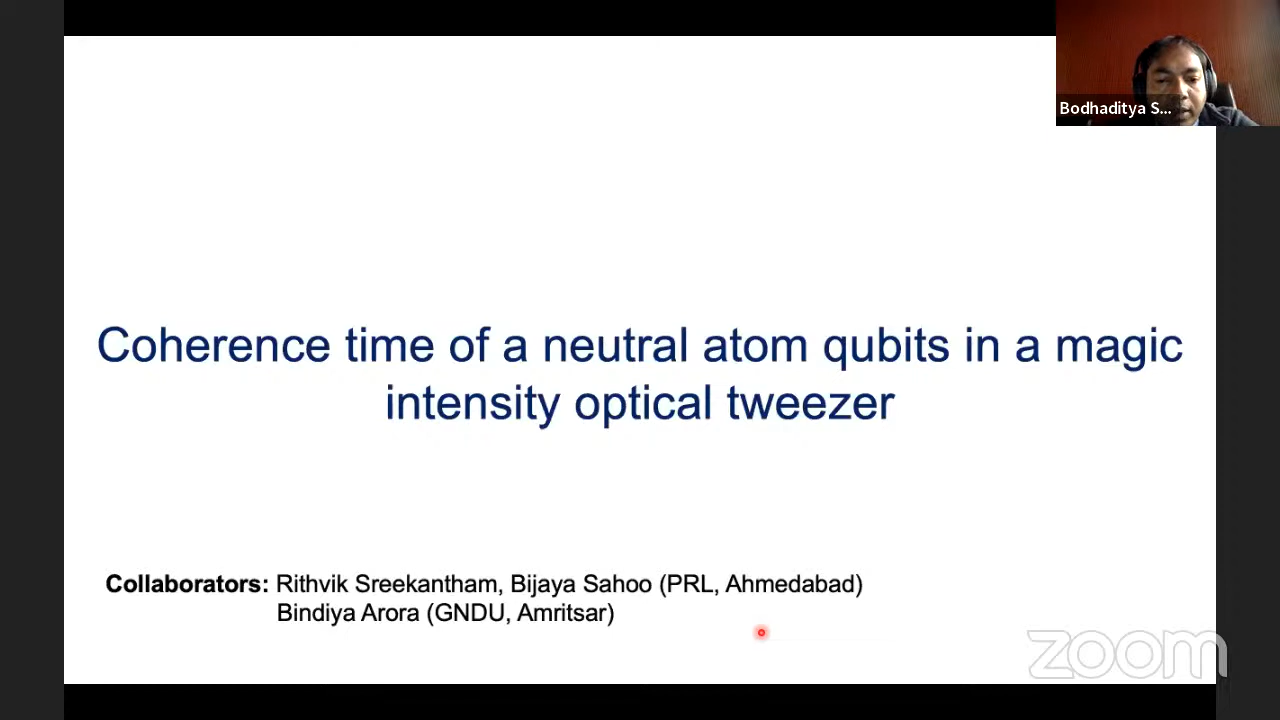 Bodhaditya S...
Coherence time of a neutral atom qubits in a magic
intensity optical tweezer
Collaborators: Rithvik Sreekantham, Bijaya Sahoo (PRL, Ahmedabad)
Bindiya Arora (GNDU, Amritsar)
zoom